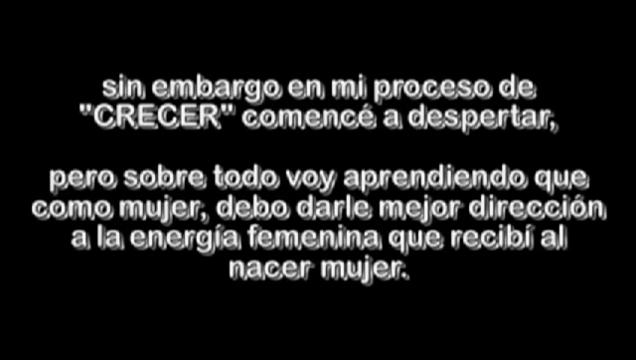 sin embargo en mi proceso de
"CRECER" comencé a despertar,
pero sobre todo voy aprendiendo que
como mujer, debo darle mejor dirección
a la energía femenina que recibí al
nacer mujer.